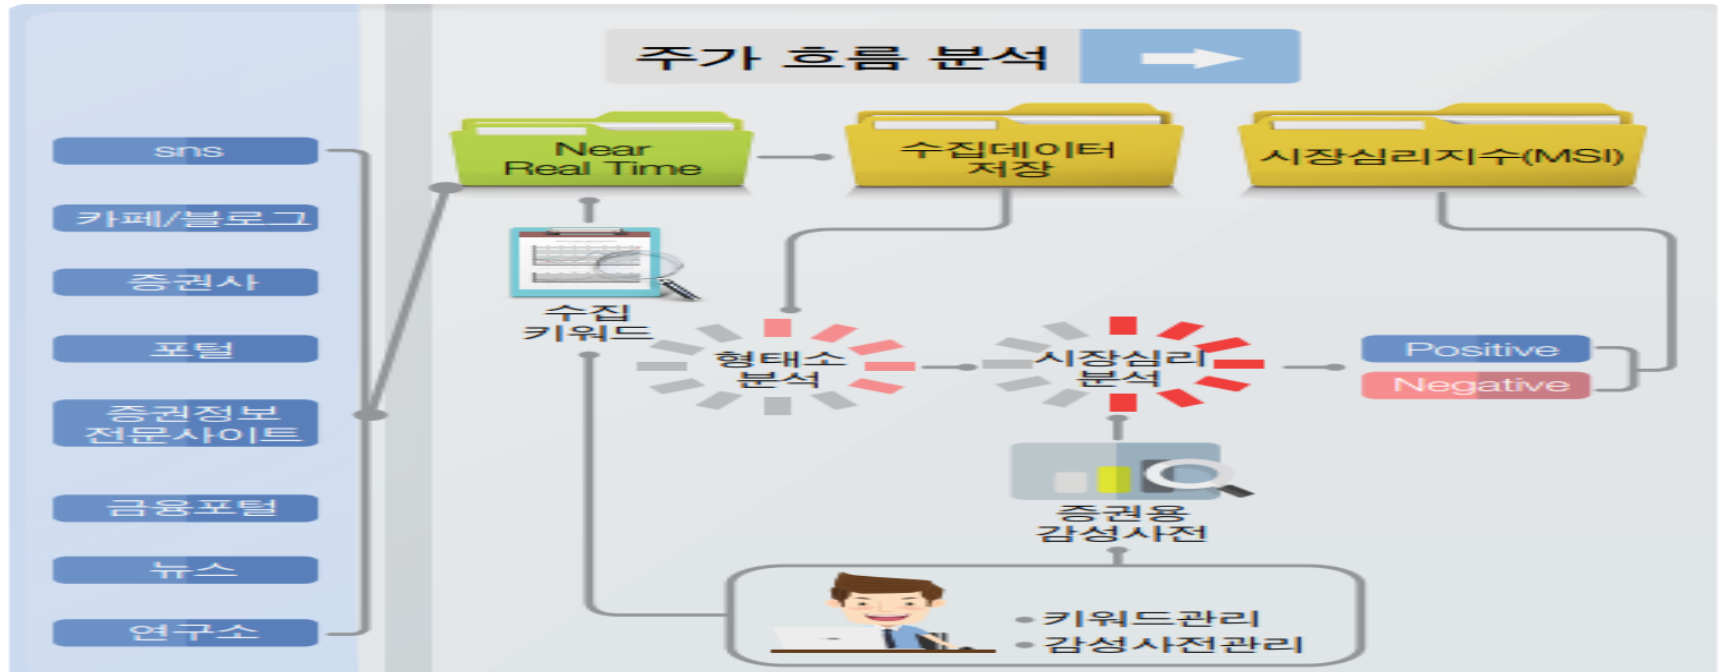 주가 흐름 분석
sns
카페/블로그
증권사
포털
증권정보
전문사이트
금융포털
뉴스
연구소
Near
Real Time
수집데이터
저장
시장심리지수(MSI)
수집
키워드
형태소
분석
시장심리
분석
Positive
Negative
증권용
감성사전
• 키워드관리
• 감성사전관리